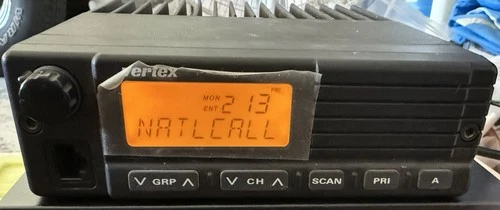 Vertex
PRI
MON 213
ENT
NATLCALL
GRP
CH
SCAN
PRI
A